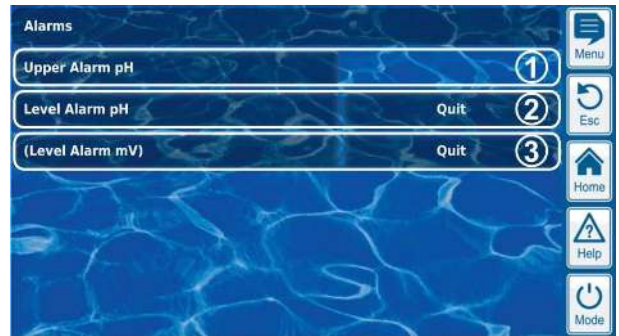 Alarms
Menu
Upper Alarm pH 1
Level Alarm pH Quit 2
Esc
(Level Alarm mV) Quit 3
Home
?
Help
Mode